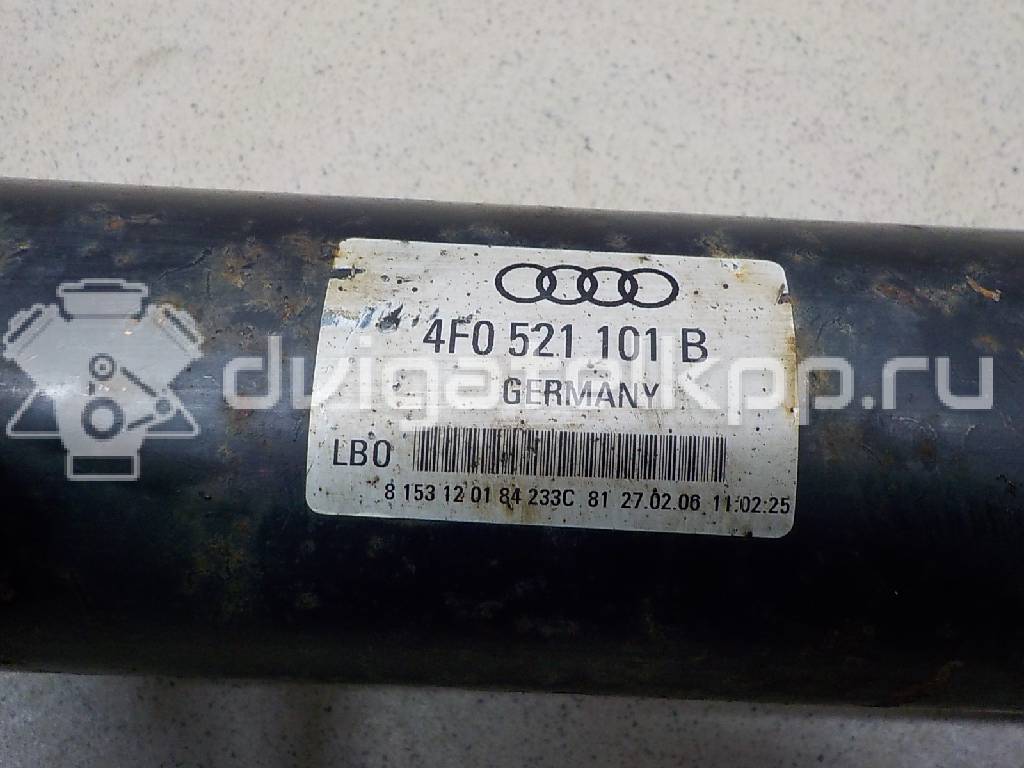 4F0 521 101 B
GERMANY
LB0
8 153 12 01 84 233C 81 27.02.06 11:02:25
dvigatelkpp.ru